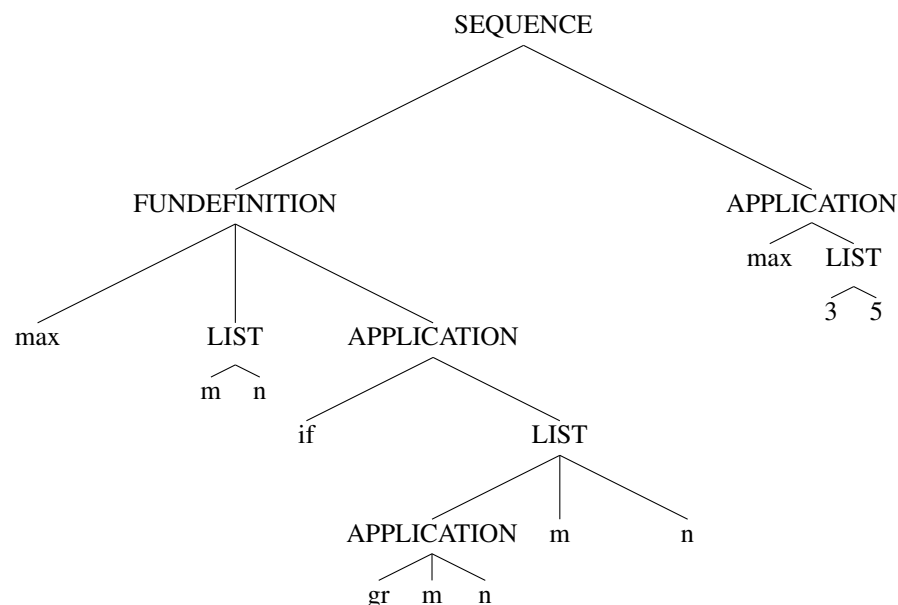 SEQUENCE
FUNDEFINITION APPLICATION
max LIST
3 5
max LIST APPLICATION
m n
if LIST
APPLICATION m n
gr m n